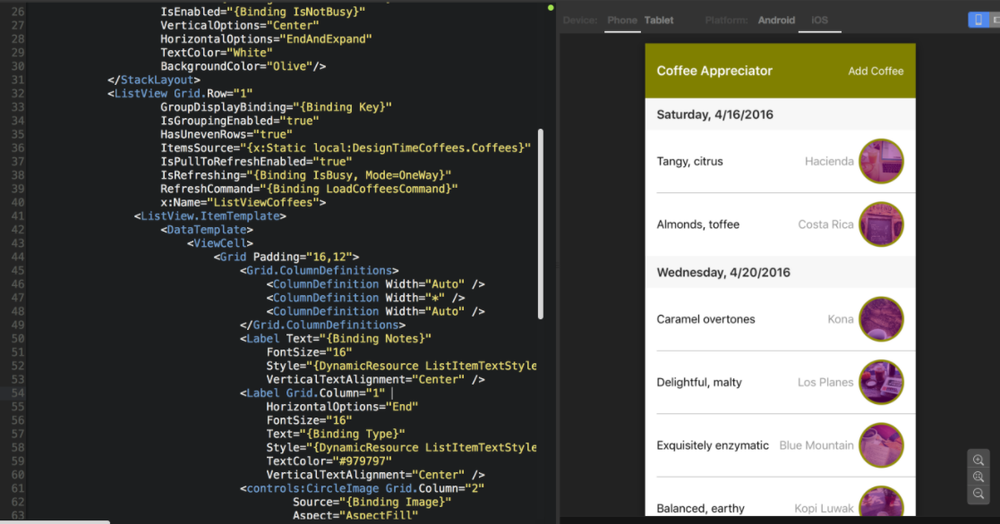 26 IsEnabled="{Binding IsNotBusy}"
27 VerticalOptions="Center"
28 HorizontalOptions="EndAndExpand"
29 TextColor="White"
30 BackgroundColor="Olive"/>
31 </StackLayout>
32 <ListView Grid.Row="1"
33 GroupDisplayBinding="{Binding Key}"
34 IsGroupingEnabled="true"
35 HasUnevenRows="true"
36 ItemsSource="{x:Static local:DesignTimeCoffees.Coffees}"
37 IsPullToRefreshEnabled="true"
38 IsRefreshing="{Binding IsBusy, Mode=OneWay}"
39 RefreshCommand="{Binding LoadCoffeesCommand}"
40 x:Name="ListViewCoffees">
41 <ListView.ItemTemplate>
42 <DataTemplate>
43 <ViewCell>
44 <Grid Padding="16,12">
45 <Grid.ColumnDefinitions>
46 <ColumnDefinition Width="Auto" />
47 <ColumnDefinition Width="*" />
48 <ColumnDefinition Width="Auto" />
49 </Grid.ColumnDefinitions>
50 <Label Text="{Binding Notes}"
51 FontSize="16"
52 Style="{DynamicResource ListItemTextStyle
53 VerticalTextAlignment="Center" />
54 <Label Grid.Column="1"
55 HorizontalOptions="End"
56 FontSize="16"
57 Text="{Binding Type}"
58 Style="{DynamicResource ListItemTextStyle
59 TextColor="#979797"
60 VerticalTextAlignment="Center" />
61 <controls:CircleImage Grid.Column="2"
62 Source="{Binding Image}"
63 Aspect="AspectFill"
Device: Phone Tablet Platform: Android iOS
Coffee Appreciator Add Coffee
Saturday, 4/16/2016
Tangy, citrus Hacienda
Almonds, toffee Costa Rica
Wednesday, 4/20/2016
Caramel overtones Kona
Delightful, malty Los Planes
Exquisitely enzymatic Blue Mountain
Balanced, earthy Kopi Luwak